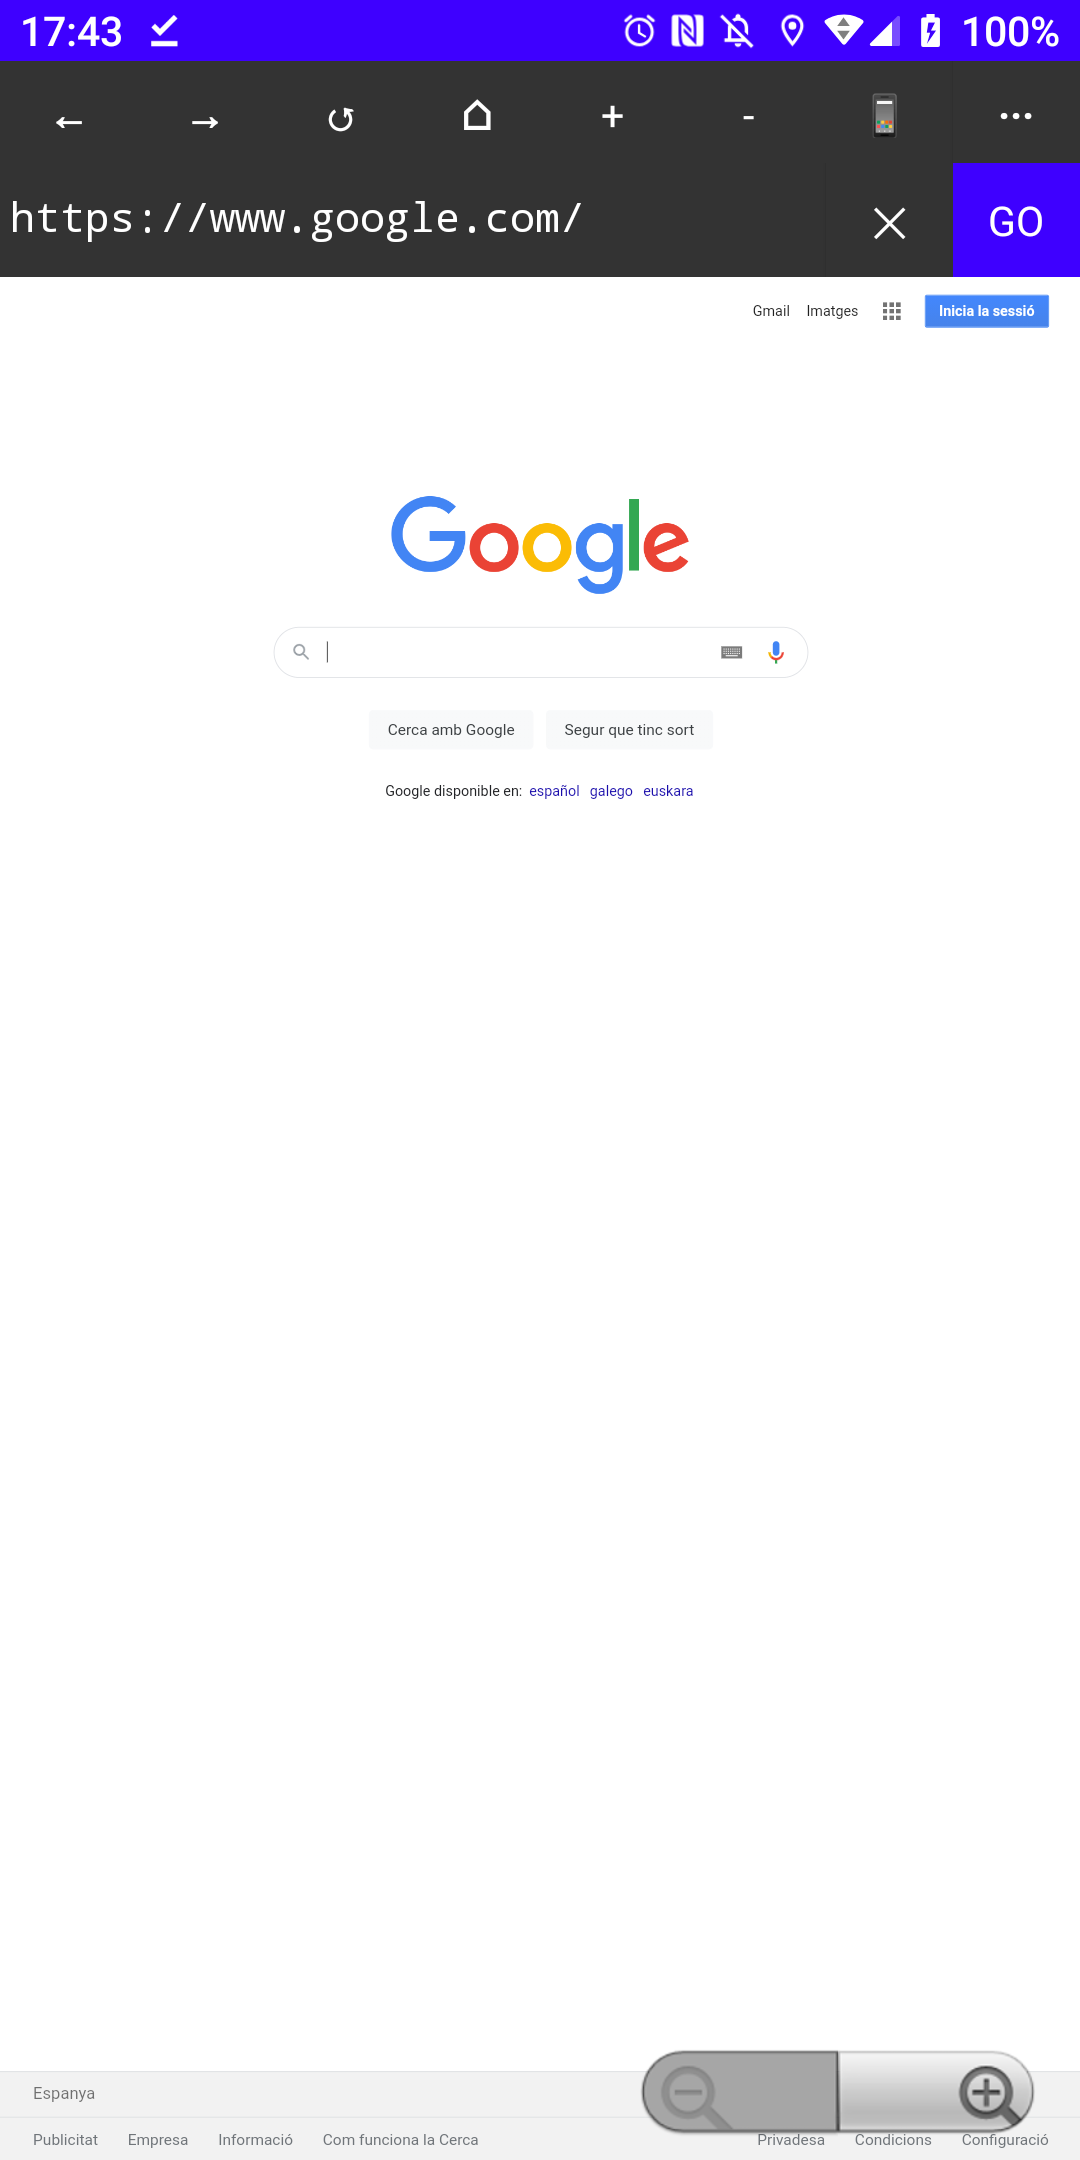 17:43 100%
https://www.google.com/ GO
Gmail Imatges Inicia la sessió
Google
Cerca amb Google Segur que tinc sort
Google disponible en: español galego euskara
Espanya
Publicitat Empresa Informació Com funciona la Cerca Privadesa Condicions Configuració